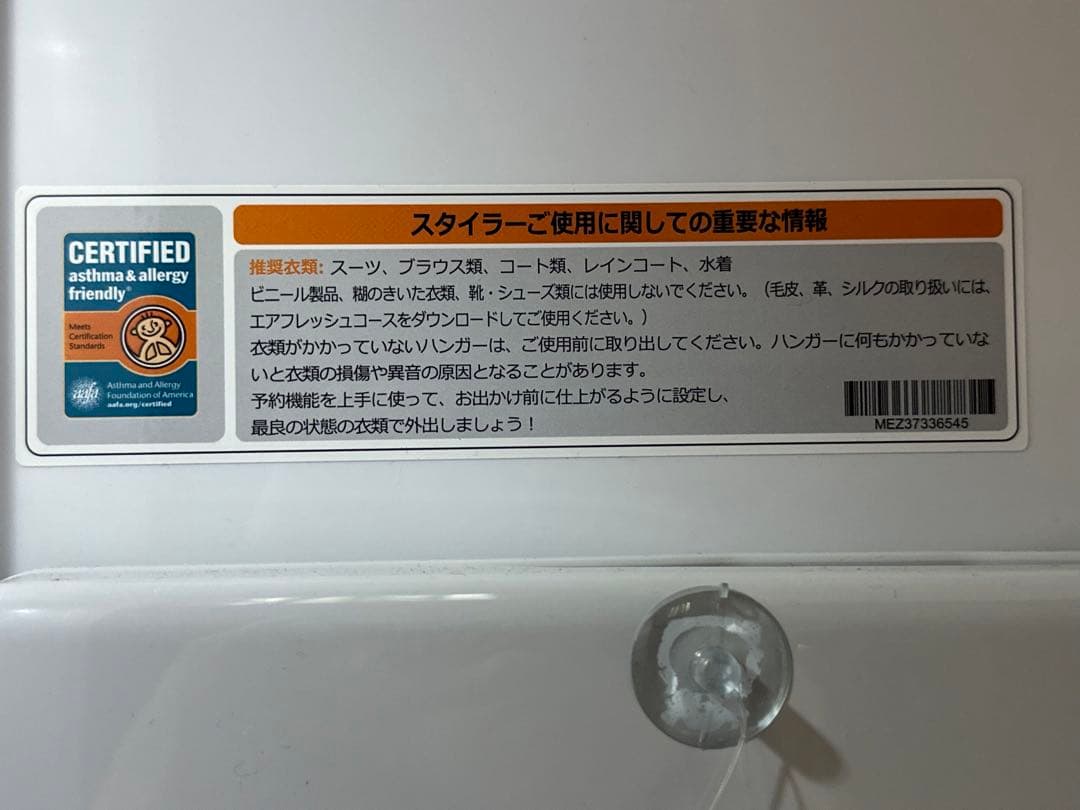 CERTIFIED
asthma & allergy
friendly®
Meets
Certification
Standards
aafa
Asthma and Allergy
Foundation of America
aafa.org/certified
スタイラーご使用に関しての重要な情報
推奨衣類: スーツ、ブラウス類、コート類、レインコート、水着
ビニール製品、糊のきいた衣類、靴・シューズ類には使用しないでください。(毛皮、革、シルクの取り扱いには、
エアフレッシュコースをダウンロードしてご使用ください。)
衣類がかかっていないハンガーは、ご使用前に取り出してください。ハンガーに何もかかっていな
いと衣類の損傷や異音の原因となることがあります。
予約機能を上手に使って、お出かけ前に仕上がるように設定し、
最良の状態の衣類で外出しましょう!
MEZ37336545